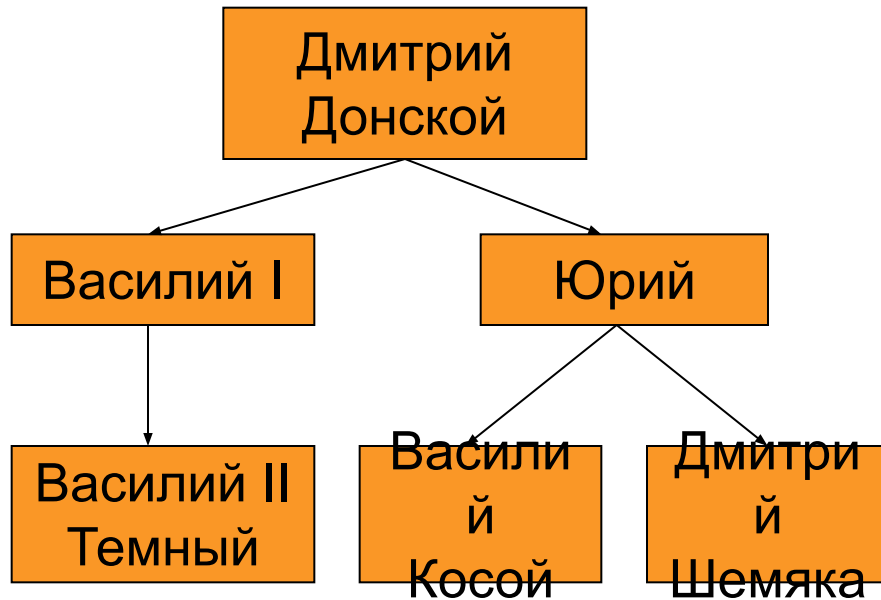 Дмитрий
Донской
Василий I
Юрий
Василий II
Темный
Васили
й
Косой
Дмитри
й
Шемяка